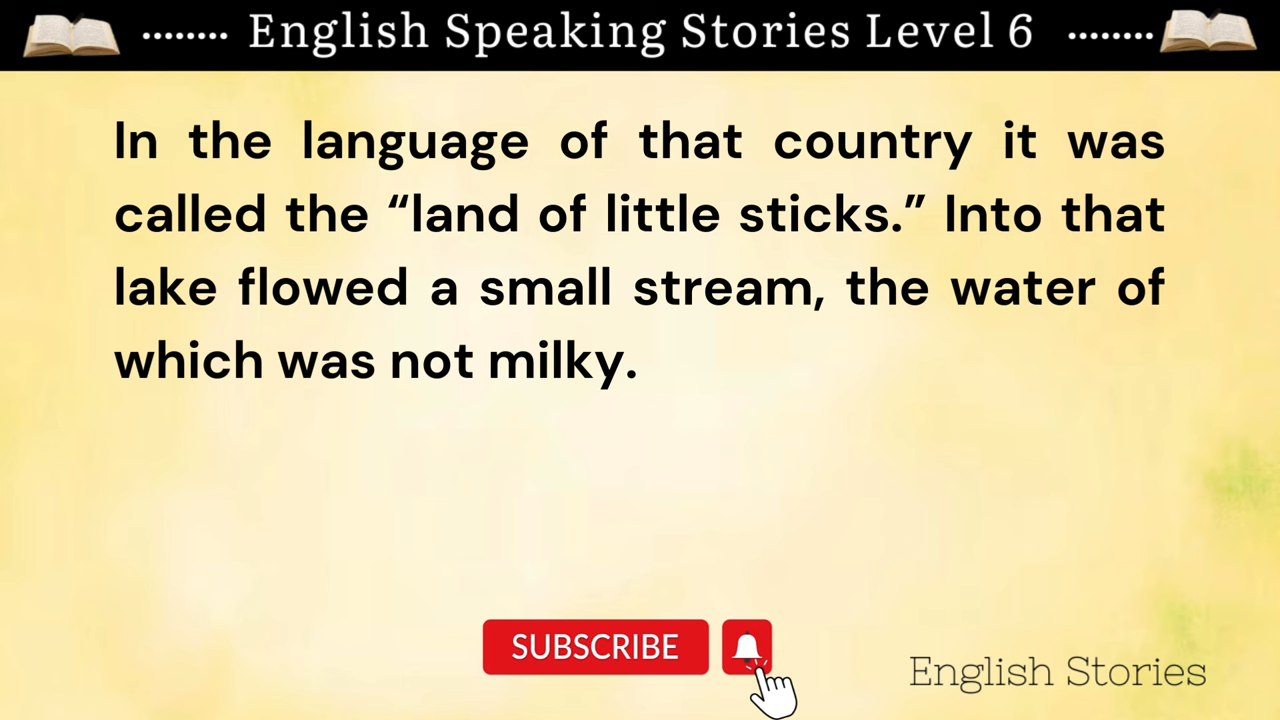 ........ English Speaking Stories Level 6 ........
In the language of that country it was
called the “land of little sticks.” Into that
lake flowed a small stream, the water of
which was not milky.
SUBSCRIBE
English Stories